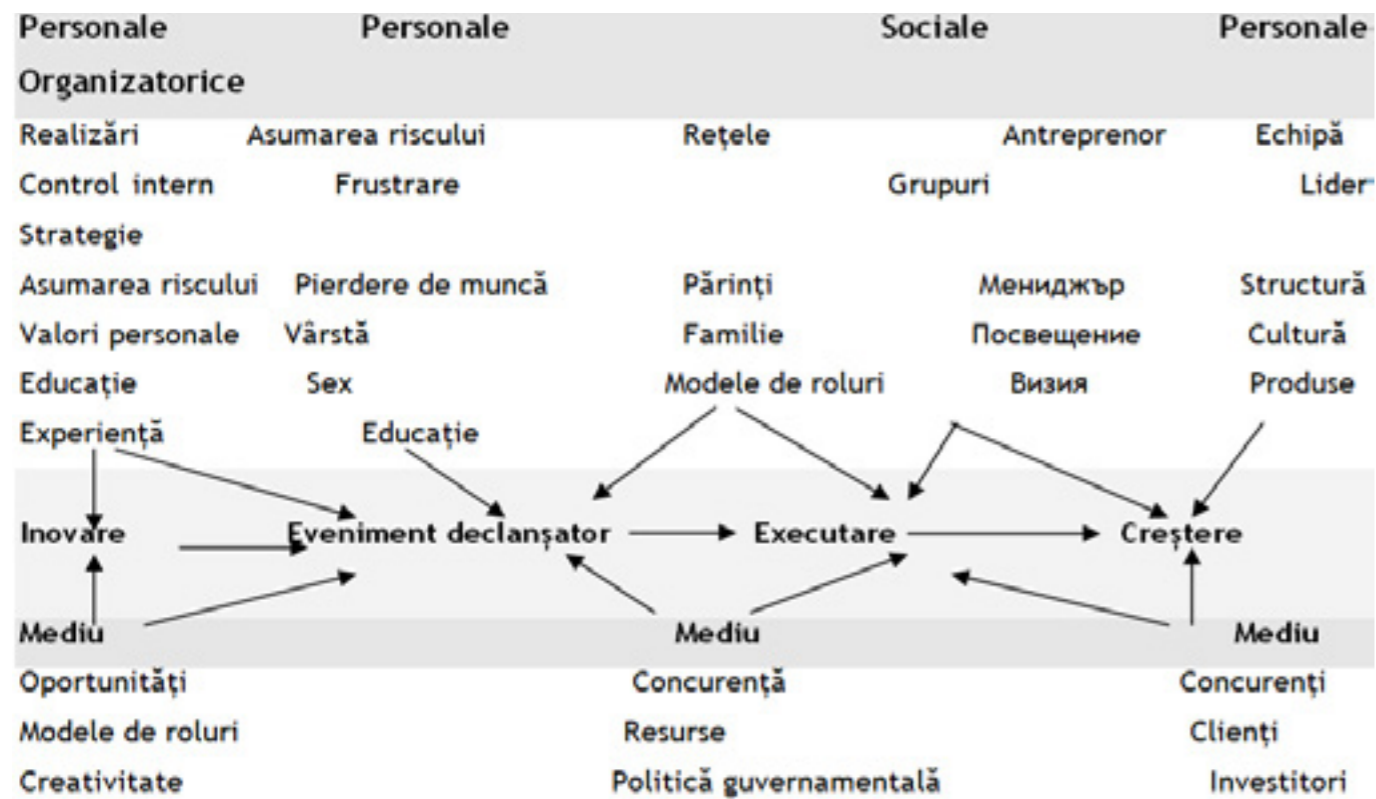 Personale Personale Sociale Personale-
Organizatorice
Realizări Asumarea riscului Rețele Antreprenor Echipă
Control intern Frustrare Grupuri Lider
Strategie
Asumarea riscului Pierdere de muncă Părinți Мениджър Structură
Valori personale Vârstă Familie Посвещение Cultură
Educație Sex Modele de roluri Визия Produse
Experiență Educație
Inovare Eveniment declanșator Executare Creștere
Mediu Mediu Mediu
Oportunități Concurență Concurenți
Modele de roluri Resurse Clienți
Creativitate Politică guvernamentală Investitori